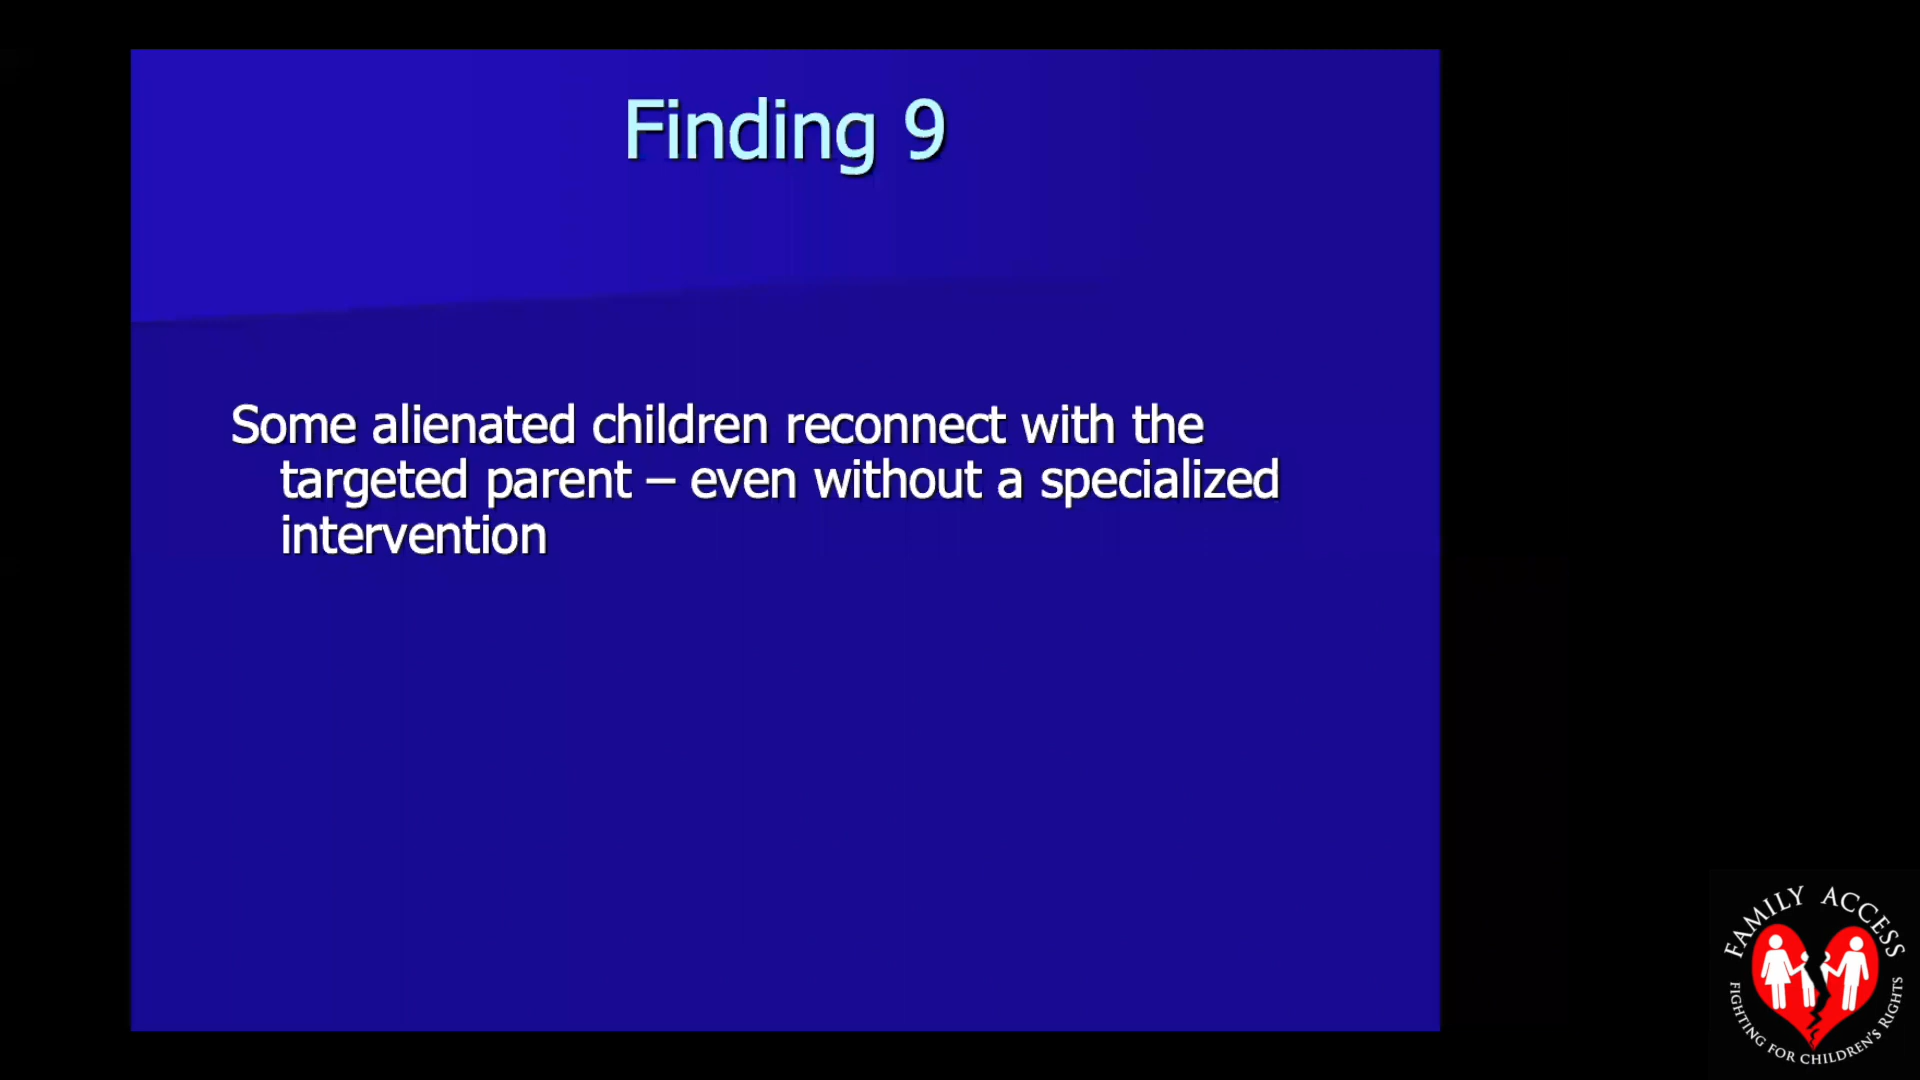 Finding 9
Some alienated children reconnect with the
targeted parent – even without a specialized
intervention
FAMILY ACCESS
FIGHTING FOR CHILDREN'S RIGHTS